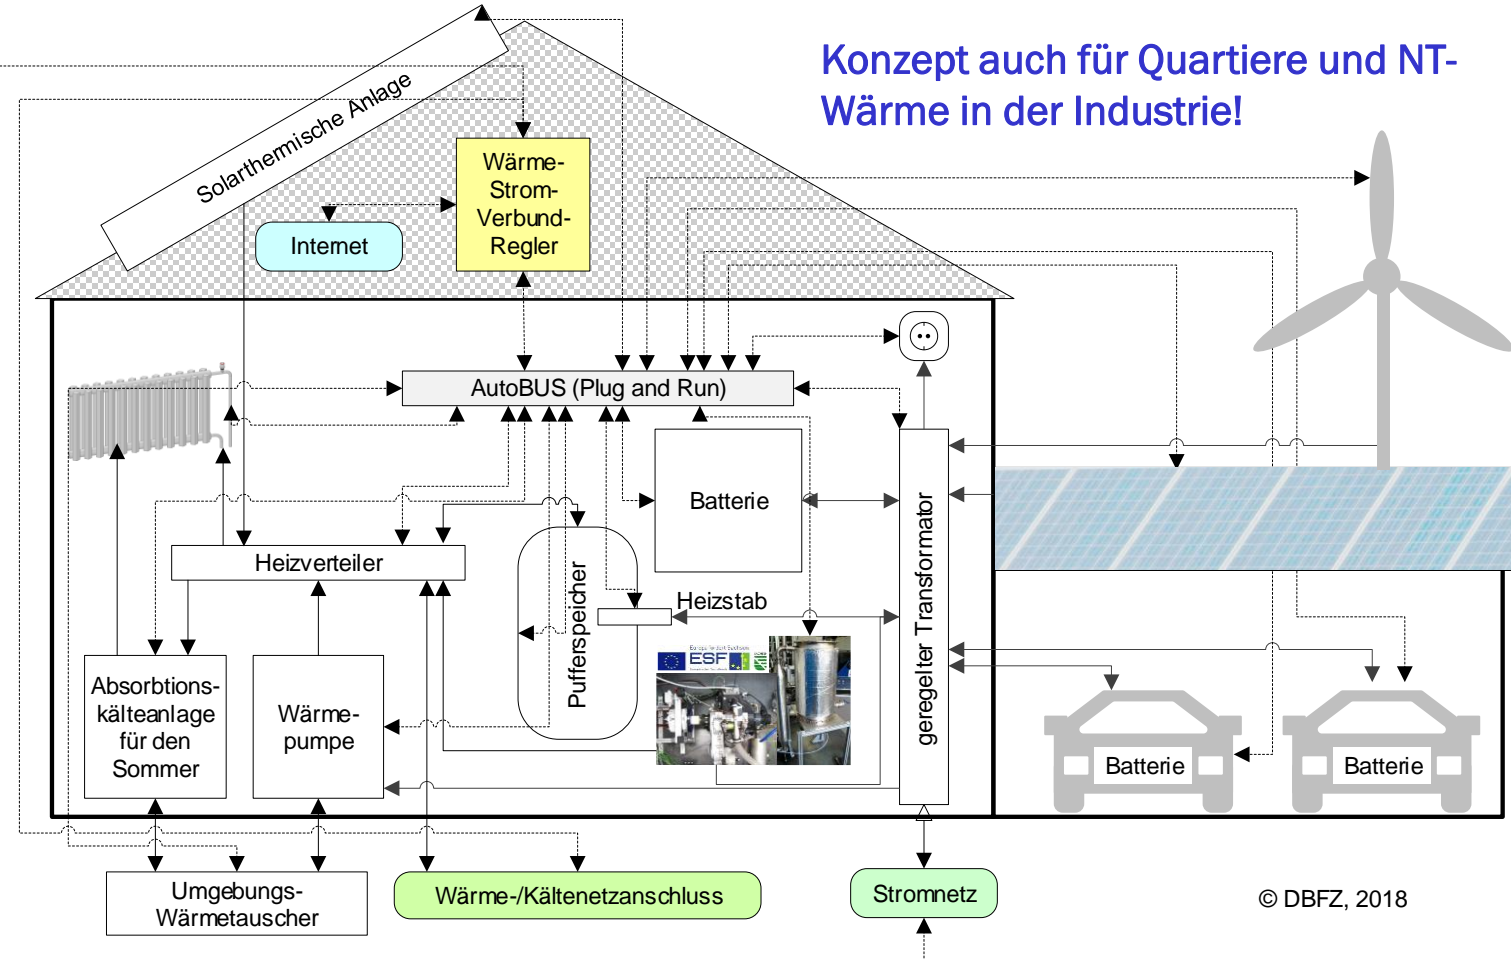 Konzept auch für Quartiere und NT-
Wärme in der Industrie!
Solarthermische Anlage
Wärme-
Strom-
Verbund-
Regler
Internet
AutoBUS (Plug and Run)
Batterie
geregelter Transformator
Heizverteiler
Pufferspeicher
Heizstab
ESF
Absorbtions-
kälteanlage
für den
Sommer
Wärme-
pumpe
Batterie
Batterie
Umgebungs-
Wärmetauscher
Wärme-/Kältenetzanschluss
Stromnetz
© DBFZ, 2018